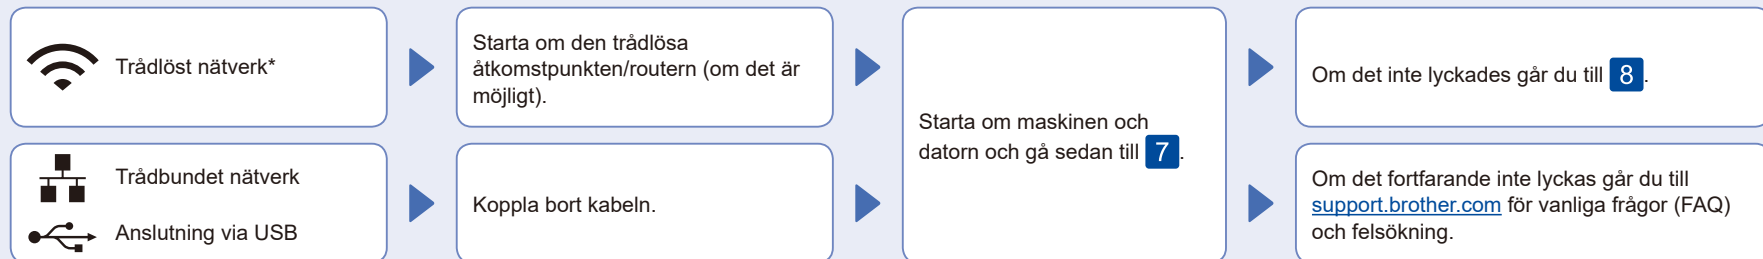 Trådlöst nätverk*
Starta om den trådlösa
åtkomstpunkten/routern (om det är
möjligt).
Trådbundet nätverk
Anslutning via USB
Koppla bort kabeln.
Starta om maskinen och
datorn och gå sedan till 7.
Om det inte lyckades går du till 8.
Om det fortfarande inte lyckas går du till
support.brother.com för vanliga frågor (FAQ)
och felsökning.